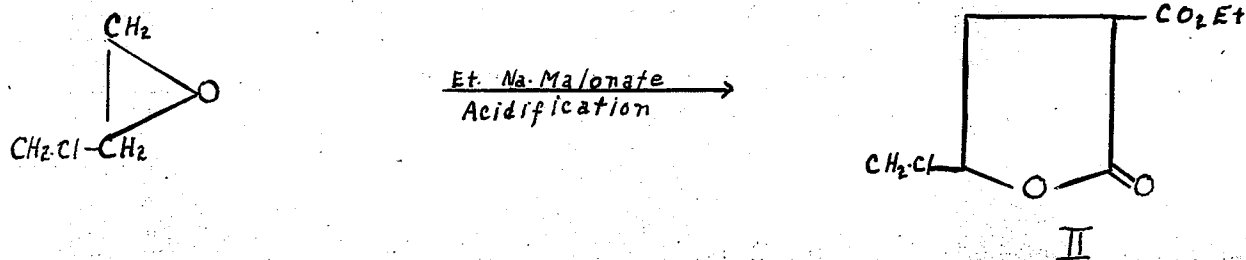 CH2
O
CH2.Cl-CH2
Et. Na. Malonate
Acidification
CO2Et
CH2.Cl
O
O
II